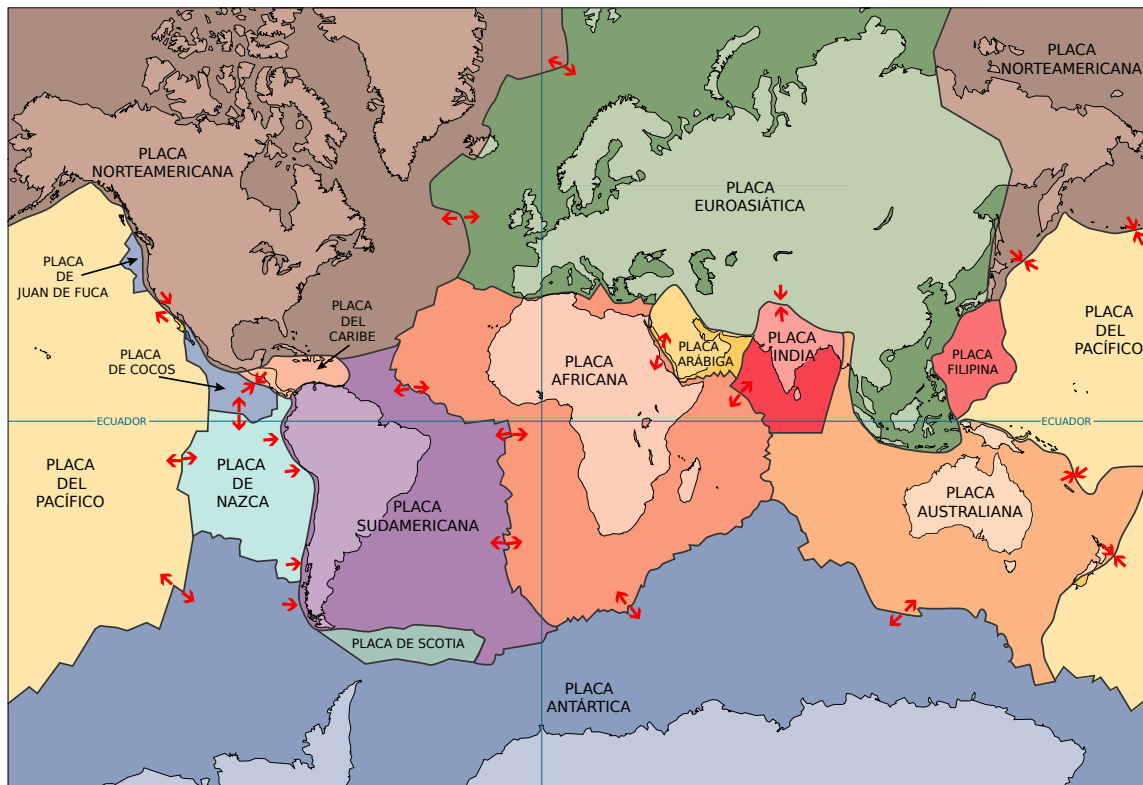 PLACA
NORTEAMERICANA
PLACA
NORTEAMERICANA
PLACA
EUROASIÁTICA
PLACA
DE
JUAN DE FUCA
PLACA
DEL
CARIBE
PLACA
DE COCOS
PLACA
AFRICANA
PLACA
ARÁBIGA
PLACA
INDIA
PLACA
FILIPINA
PLACA
DEL
PACÍFICO
ECUADOR
ECUADOR
PLACA
DEL
PACÍFICO
PLACA
DE
NAZCA
PLACA
SUDAMERICANA
PLACA
AUSTRALIANA
PLACA DE SCOTIA
PLACA
ANTÁRTICA